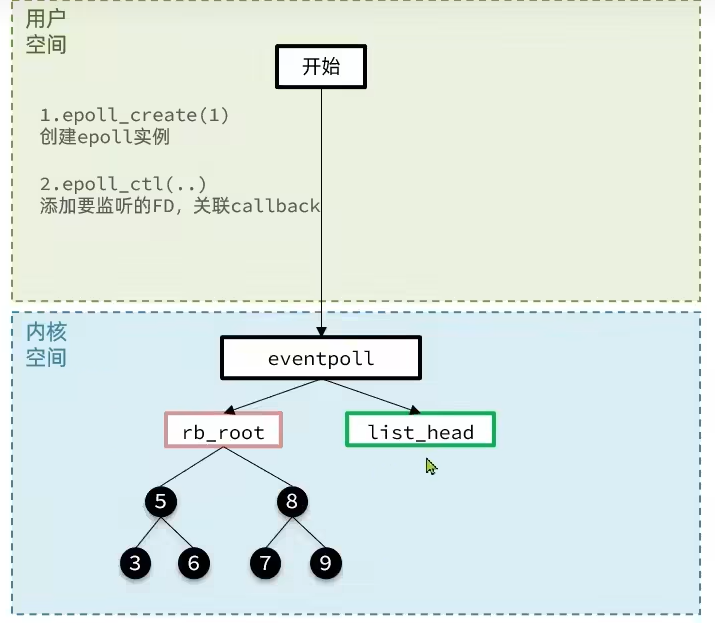 用户
空间
开始
1.epoll_create(1)
创建epoll实例
2.epoll_ctl(..)
添加要监听的FD，关联callback
内核
空间
eventpoll
rb_root
list_head
5
8
3
6
7
9